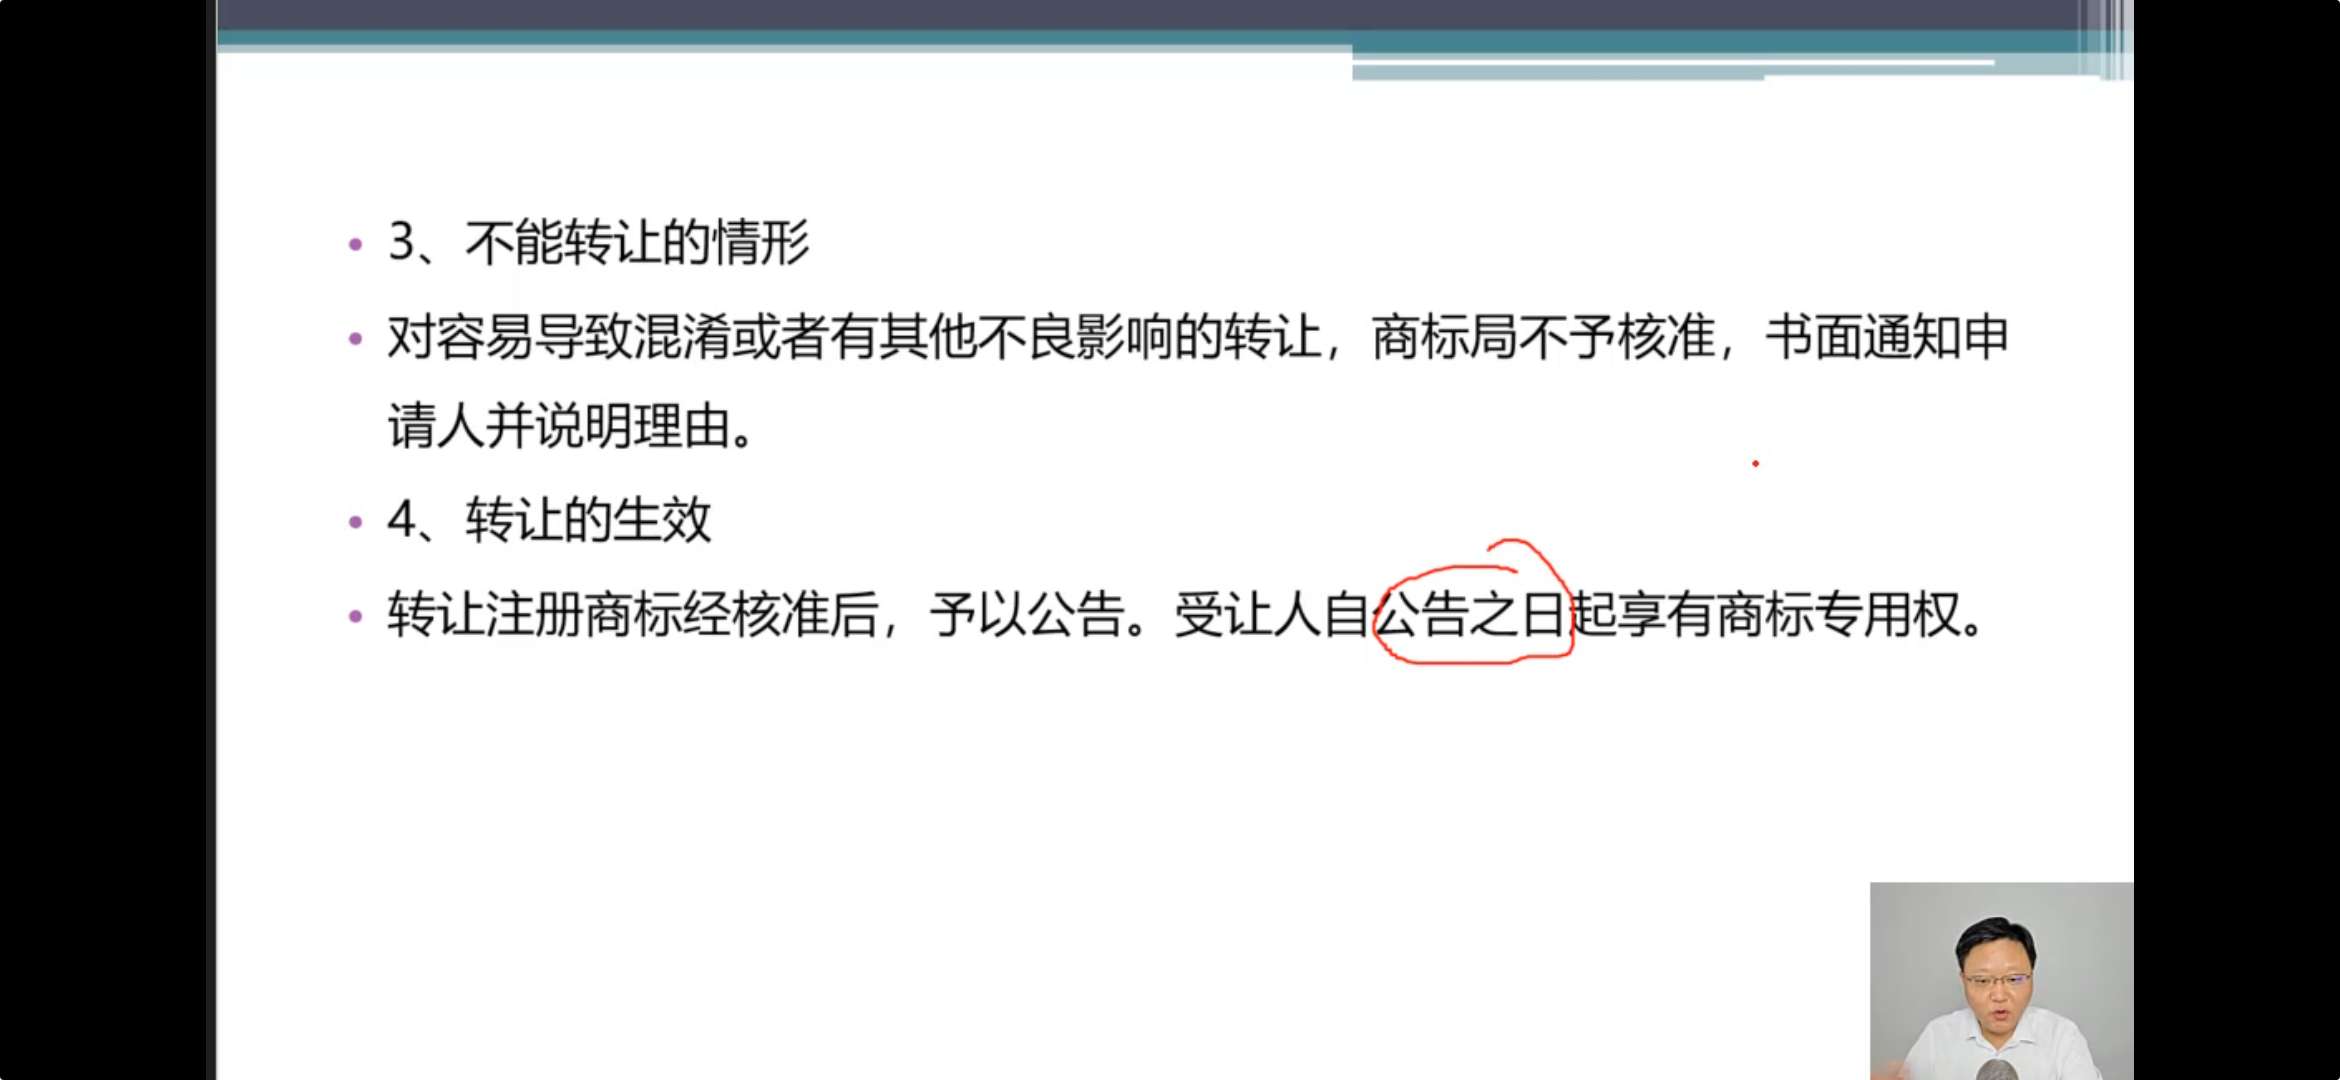 3、不能转让的情形
对容易导致混淆或者有其他不良影响的转让，商标局不予核准，书面通知申
请人并说明理由。
4、转让的生效
转让注册商标经核准后，予以公告。受让人自公告之日起享有商标专用权。